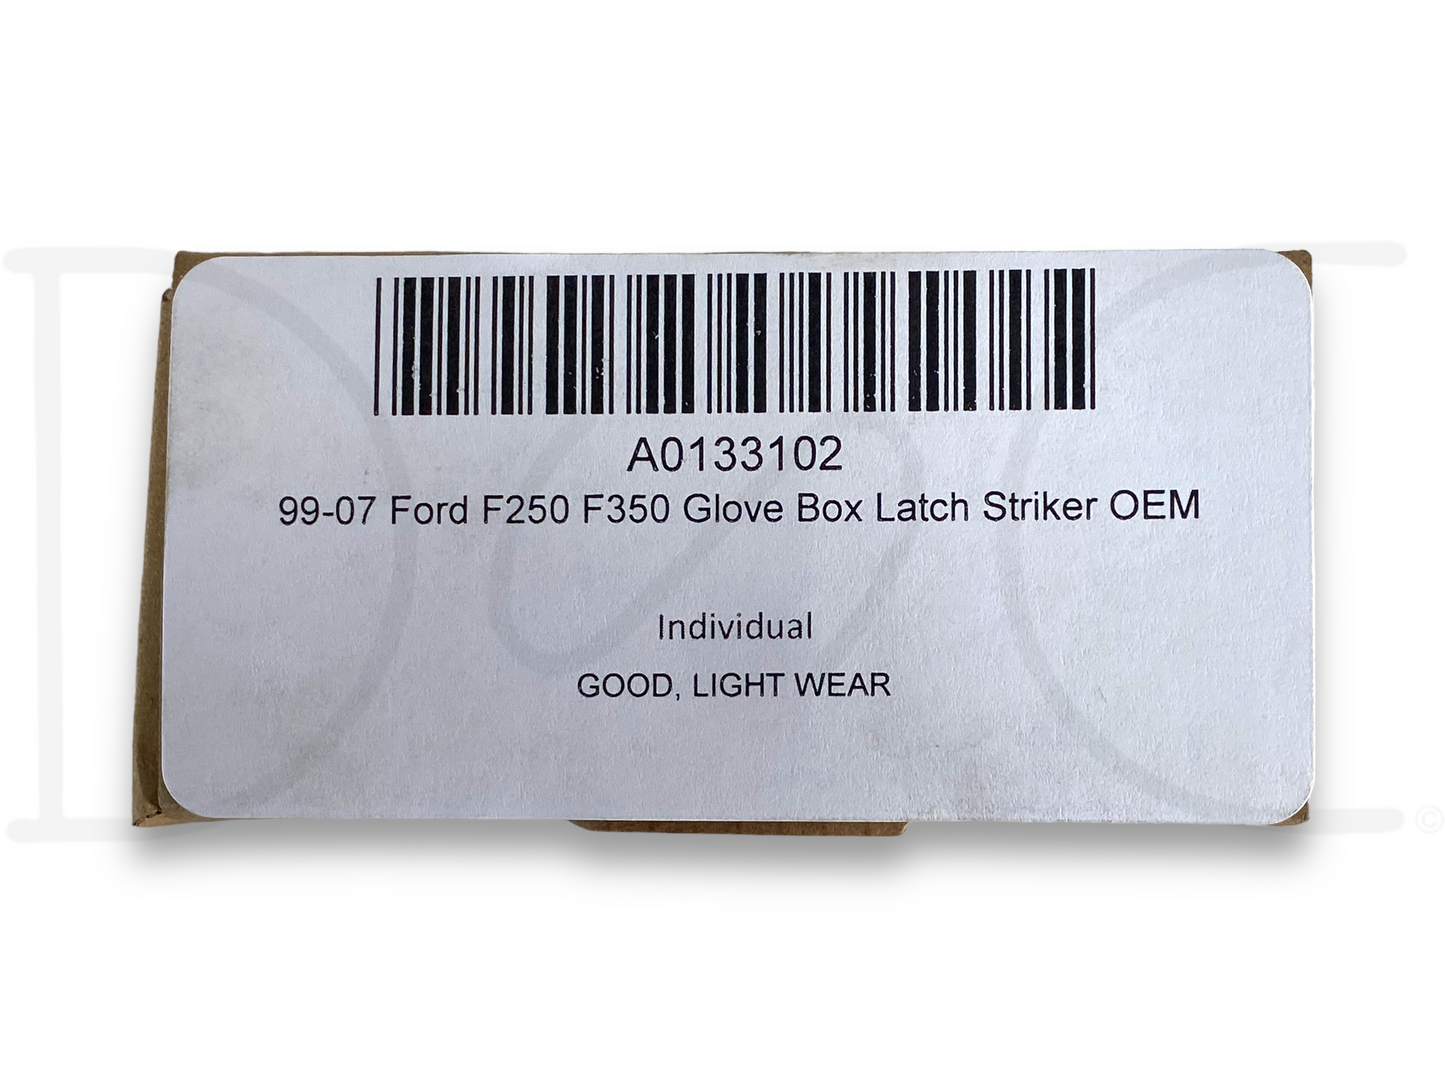 A0133102
99-07 Ford F250 F350 Glove Box Latch Striker OEM
Individual
GOOD, LIGHT WEAR
©